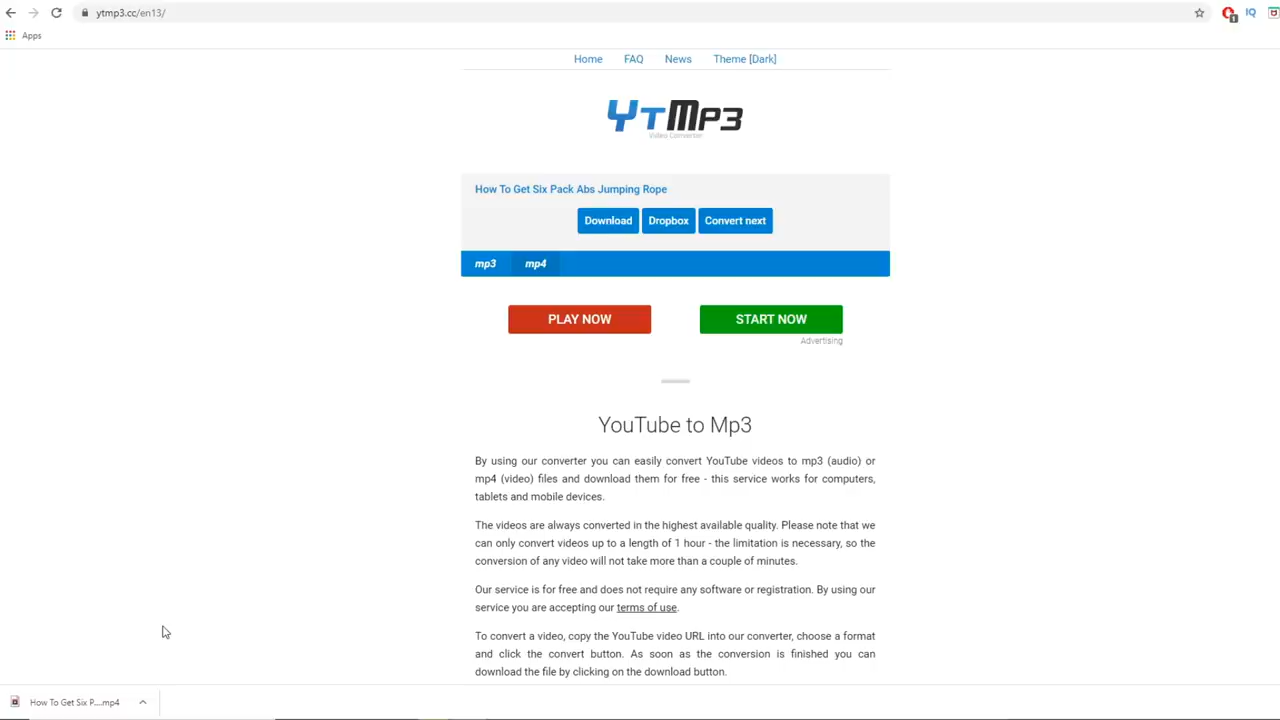 ytmp3.cc/en13/
1
IQ
Apps
Home FAQ News Theme [Dark]
YTMP3
Video Converter
How To Get Six Pack Abs Jumping Rope
Download Dropbox Convert next
mp3 mp4
PLAY NOW START NOW
Advertising
YouTube to Mp3
By using our converter you can easily convert YouTube videos to mp3 (audio) or
mp4 (video) files and download them for free - this service works for computers,
tablets and mobile devices.
The videos are always converted in the highest available quality. Please note that we
can only convert videos up to a length of 1 hour - the limitation is necessary, so the
conversion of any video will not take more than a couple of minutes.
Our service is for free and does not require any software or registration. By using our
service you are accepting our terms of use.
To convert a video, copy the YouTube video URL into our converter, choose a format
and click the convert button. As soon as the conversion is finished you can
download the file by clicking on the download button.
How To Get Six P....mp4